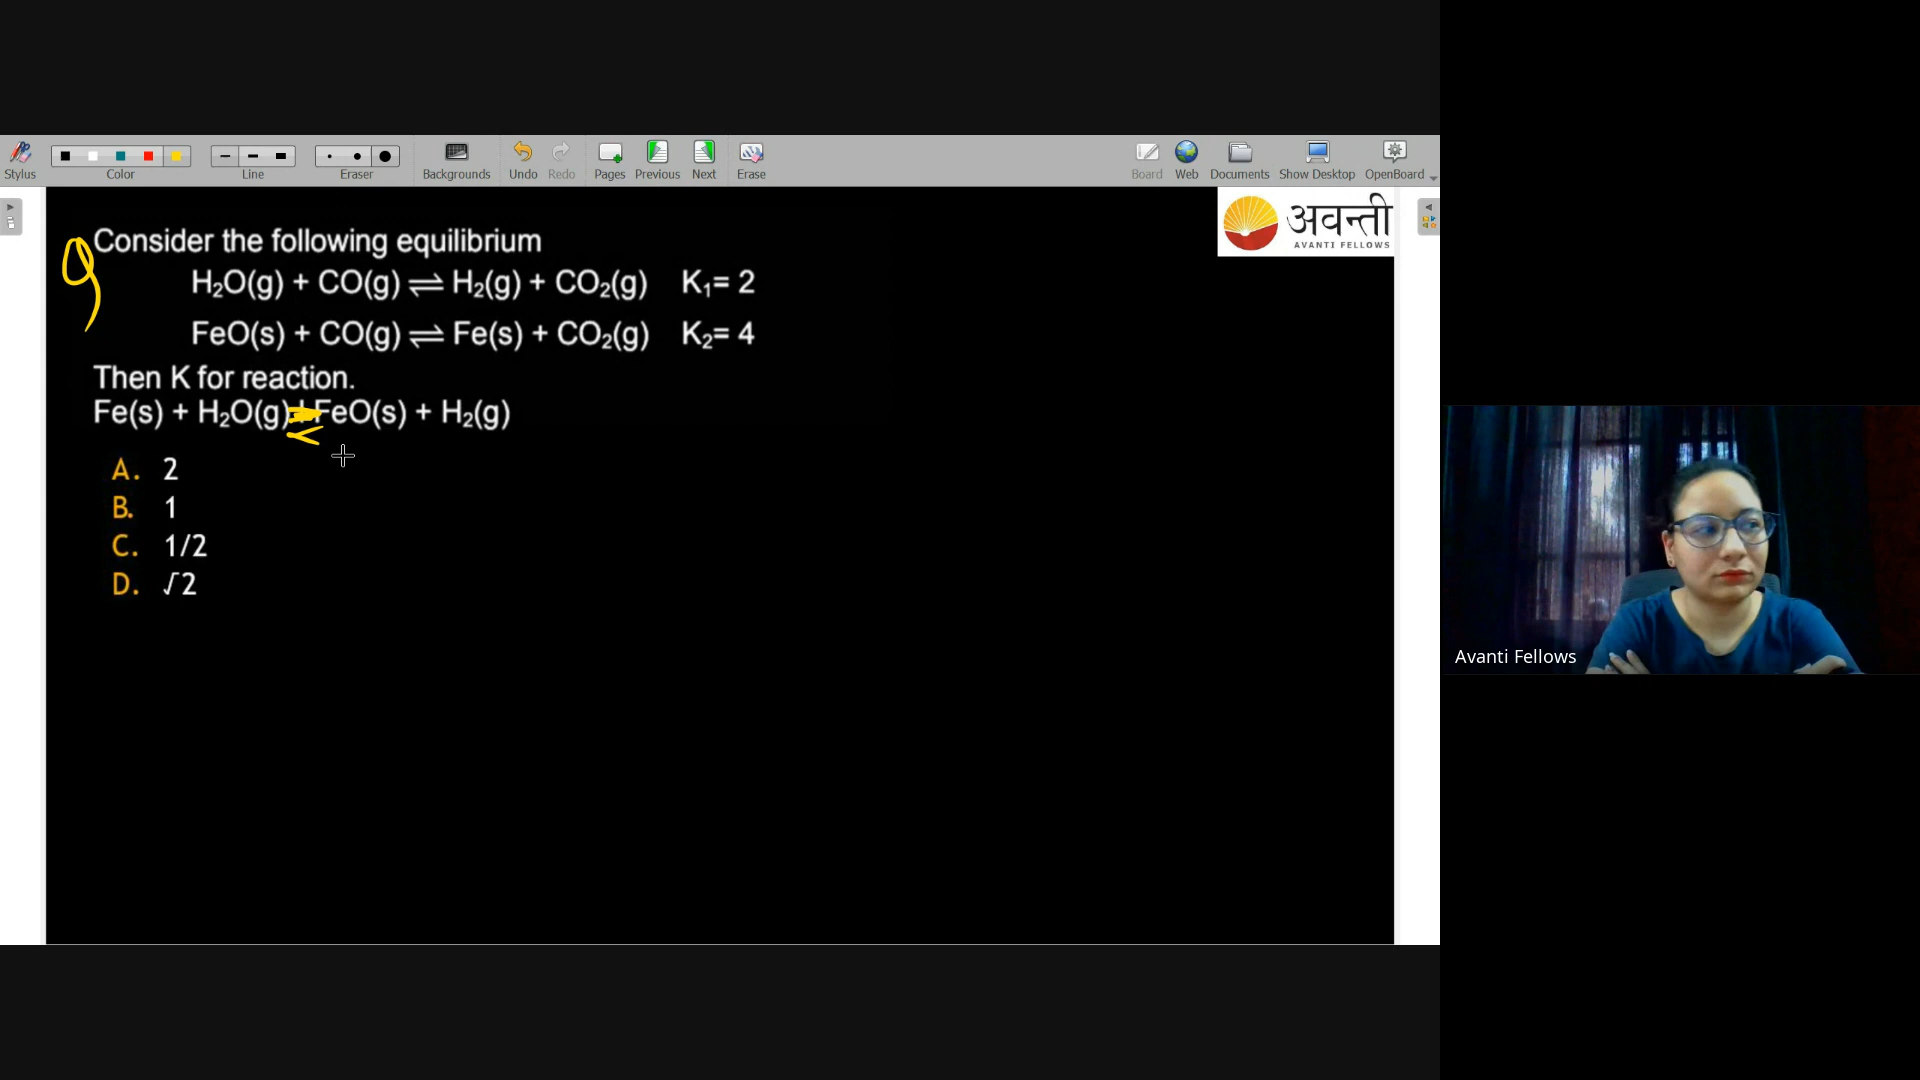 Stylus
Color
Line
Eraser
Backgrounds
Undo
Redo
Pages
Previous
Next
Erase
Board
Web
Documents
Show Desktop
OpenBoard
अवन्ती
AVANTI FELLOWS
9
Consider the following equilibrium
H₂O(g) + CO(g) ⇌ H₂(g) + CO₂(g) K₁= 2
FeO(s) + CO(g) ⇌ Fe(s) + CO₂(g) K₂= 4
Then K for reaction.
Fe(s) + H₂O(g) ⇌ FeO(s) + H₂(g)
A. 2
B. 1
C. 1/2
D. √2
Avanti Fellows